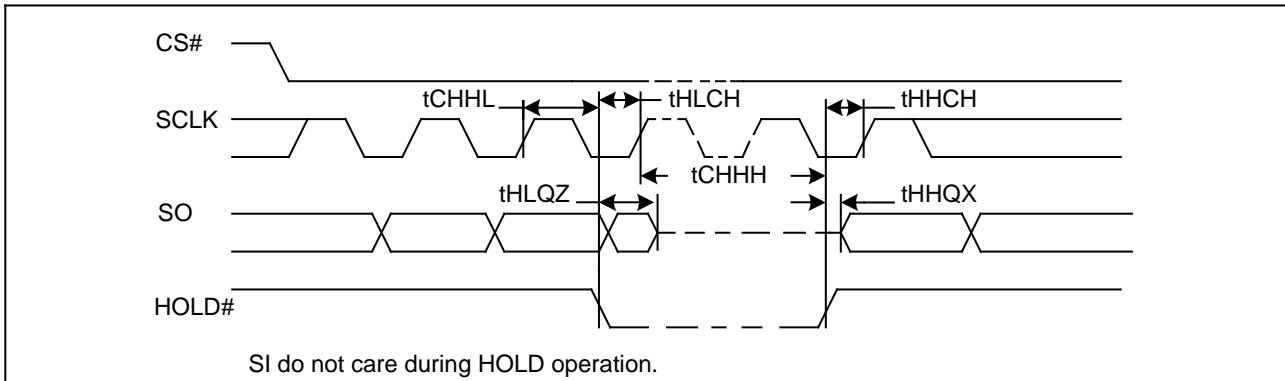 CS#
tCHHL
tHLCH
tHHCH
SCLK
tCHHH
tHLQZ
tHHQX
SO
HOLD#
SI do not care during HOLD operation.